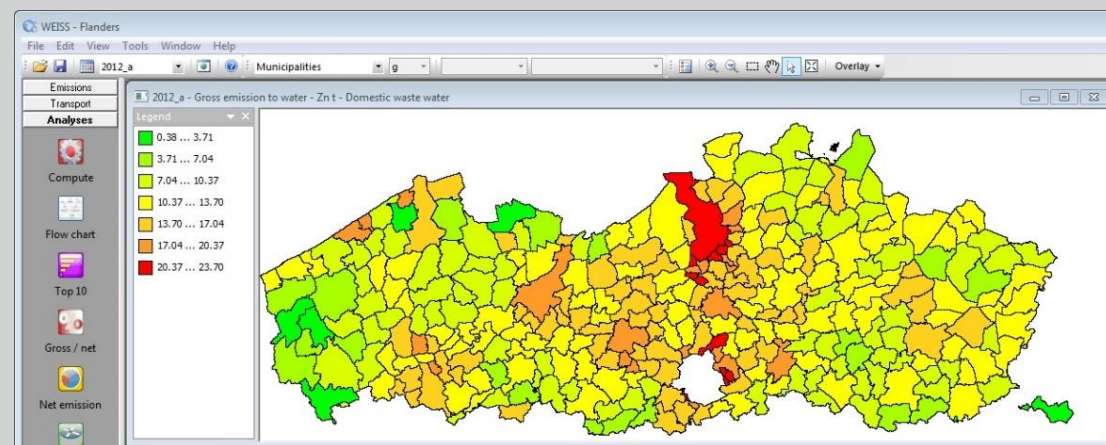 WEISS - Flanders
File Edit View Tools Window Help
2012_a Municipalities g Overlay
Emissions
Transport
Analyses
Compute
Flow chart
Top 10
Gross / net
Net emission
2012_a - Gross emission to water - Zn t - Domestic waste water
Legend
0.38 ... 3.71
3.71 ... 7.04
7.04 ... 10.37
10.37 ... 13.70
13.70 ... 17.04
17.04 ... 20.37
20.37 ... 23.70